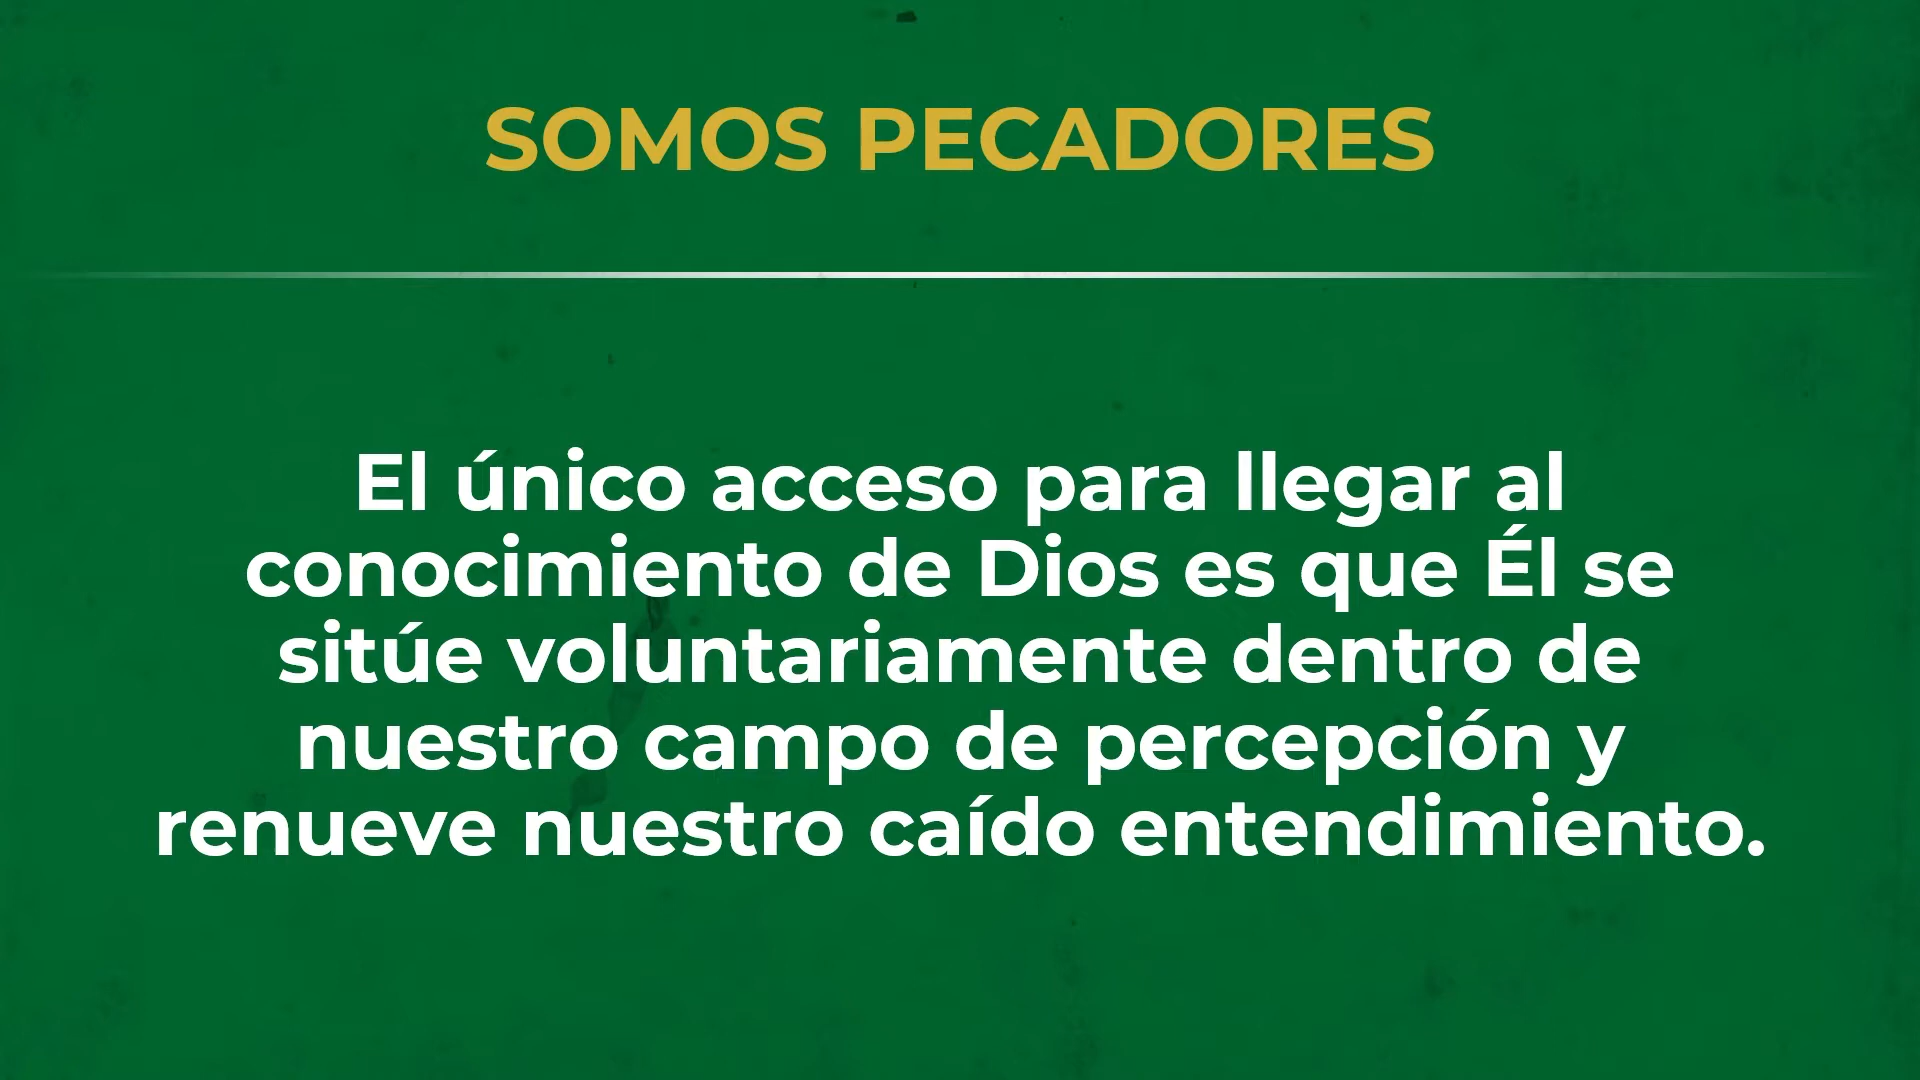 SOMOS PECADORES
El único acceso para llegar al
conocimiento de Dios es que Él se
sitúe voluntariamente dentro de
nuestro campo de percepción y
renueve nuestro caído entendimiento.